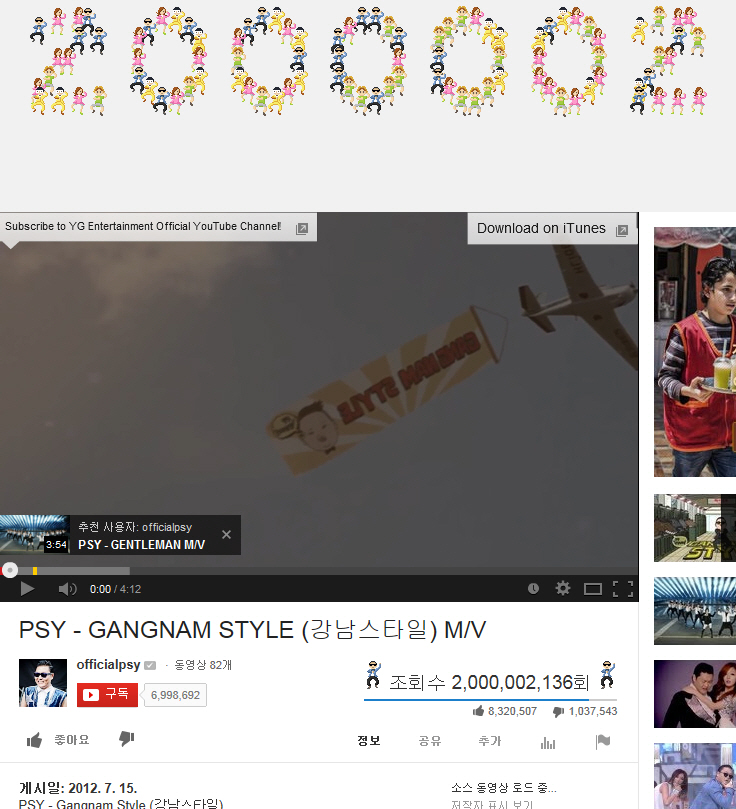 2000002
Subscribe to YG Entertainment Official YouTube Channel!
Download on iTunes
GANGNAM STYLE
추천 사용자: officialpsy
PSY - GENTLEMAN M/V
3:54
0:00 / 4:12
PSY - GANGNAM STYLE (강남스타일) M/V
officialpsy · 동영상 82개
구독 6,998,692
조회수 2,000,002,136회
8,320,507 1,037,543
좋아요
정보 공유 추가
게시일: 2012. 7. 15.
PSY - Gangnam Style (강남스타일)
소스 동영상 로드 중...
저작자 표시 보기